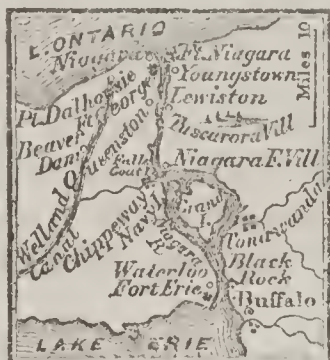 L. ONTARIO
Niagara
Ft. Niagara
Youngstown
Ft. George
Lewiston
Pt. Dalhousie
Queenston
Tuscarora Vill
Beaver Dam
Falls
Niagara F. Vill
Welland Canal
Chippeway
Navy I.
Grand I.
Niagara R.
Tonawanda
Waterloo
Black Rock
Fort Erie
Buffalo
LAKE ERIE
Miles 10